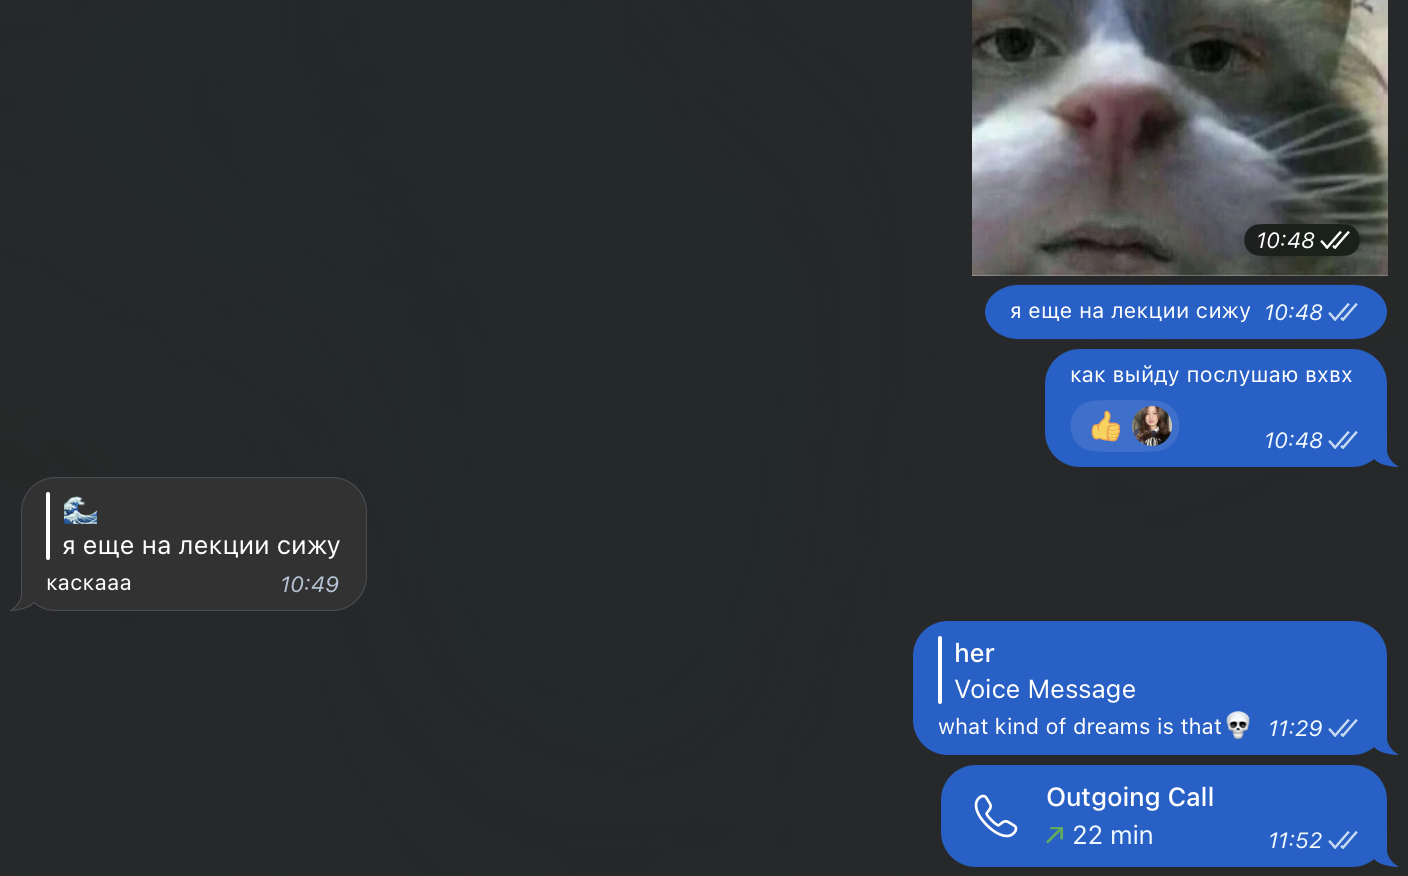 10:48
я еще на лекции сижу 10:48
как выйду послушаю вхвх
10:48
я еще на лекции сижу
каскааа 10:49
her
Voice Message
what kind of dreams is that💀 11:29
Outgoing Call
22 min 11:52